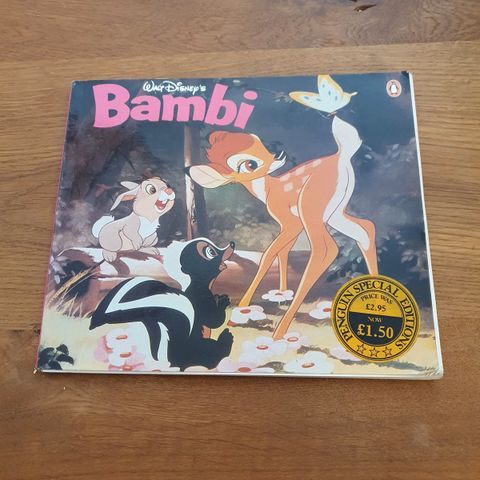 Walt Disney's
Bambi
PENGUIN SPECIAL EDITIONS
PRICE WAS
£2.95
NOW
£1.50